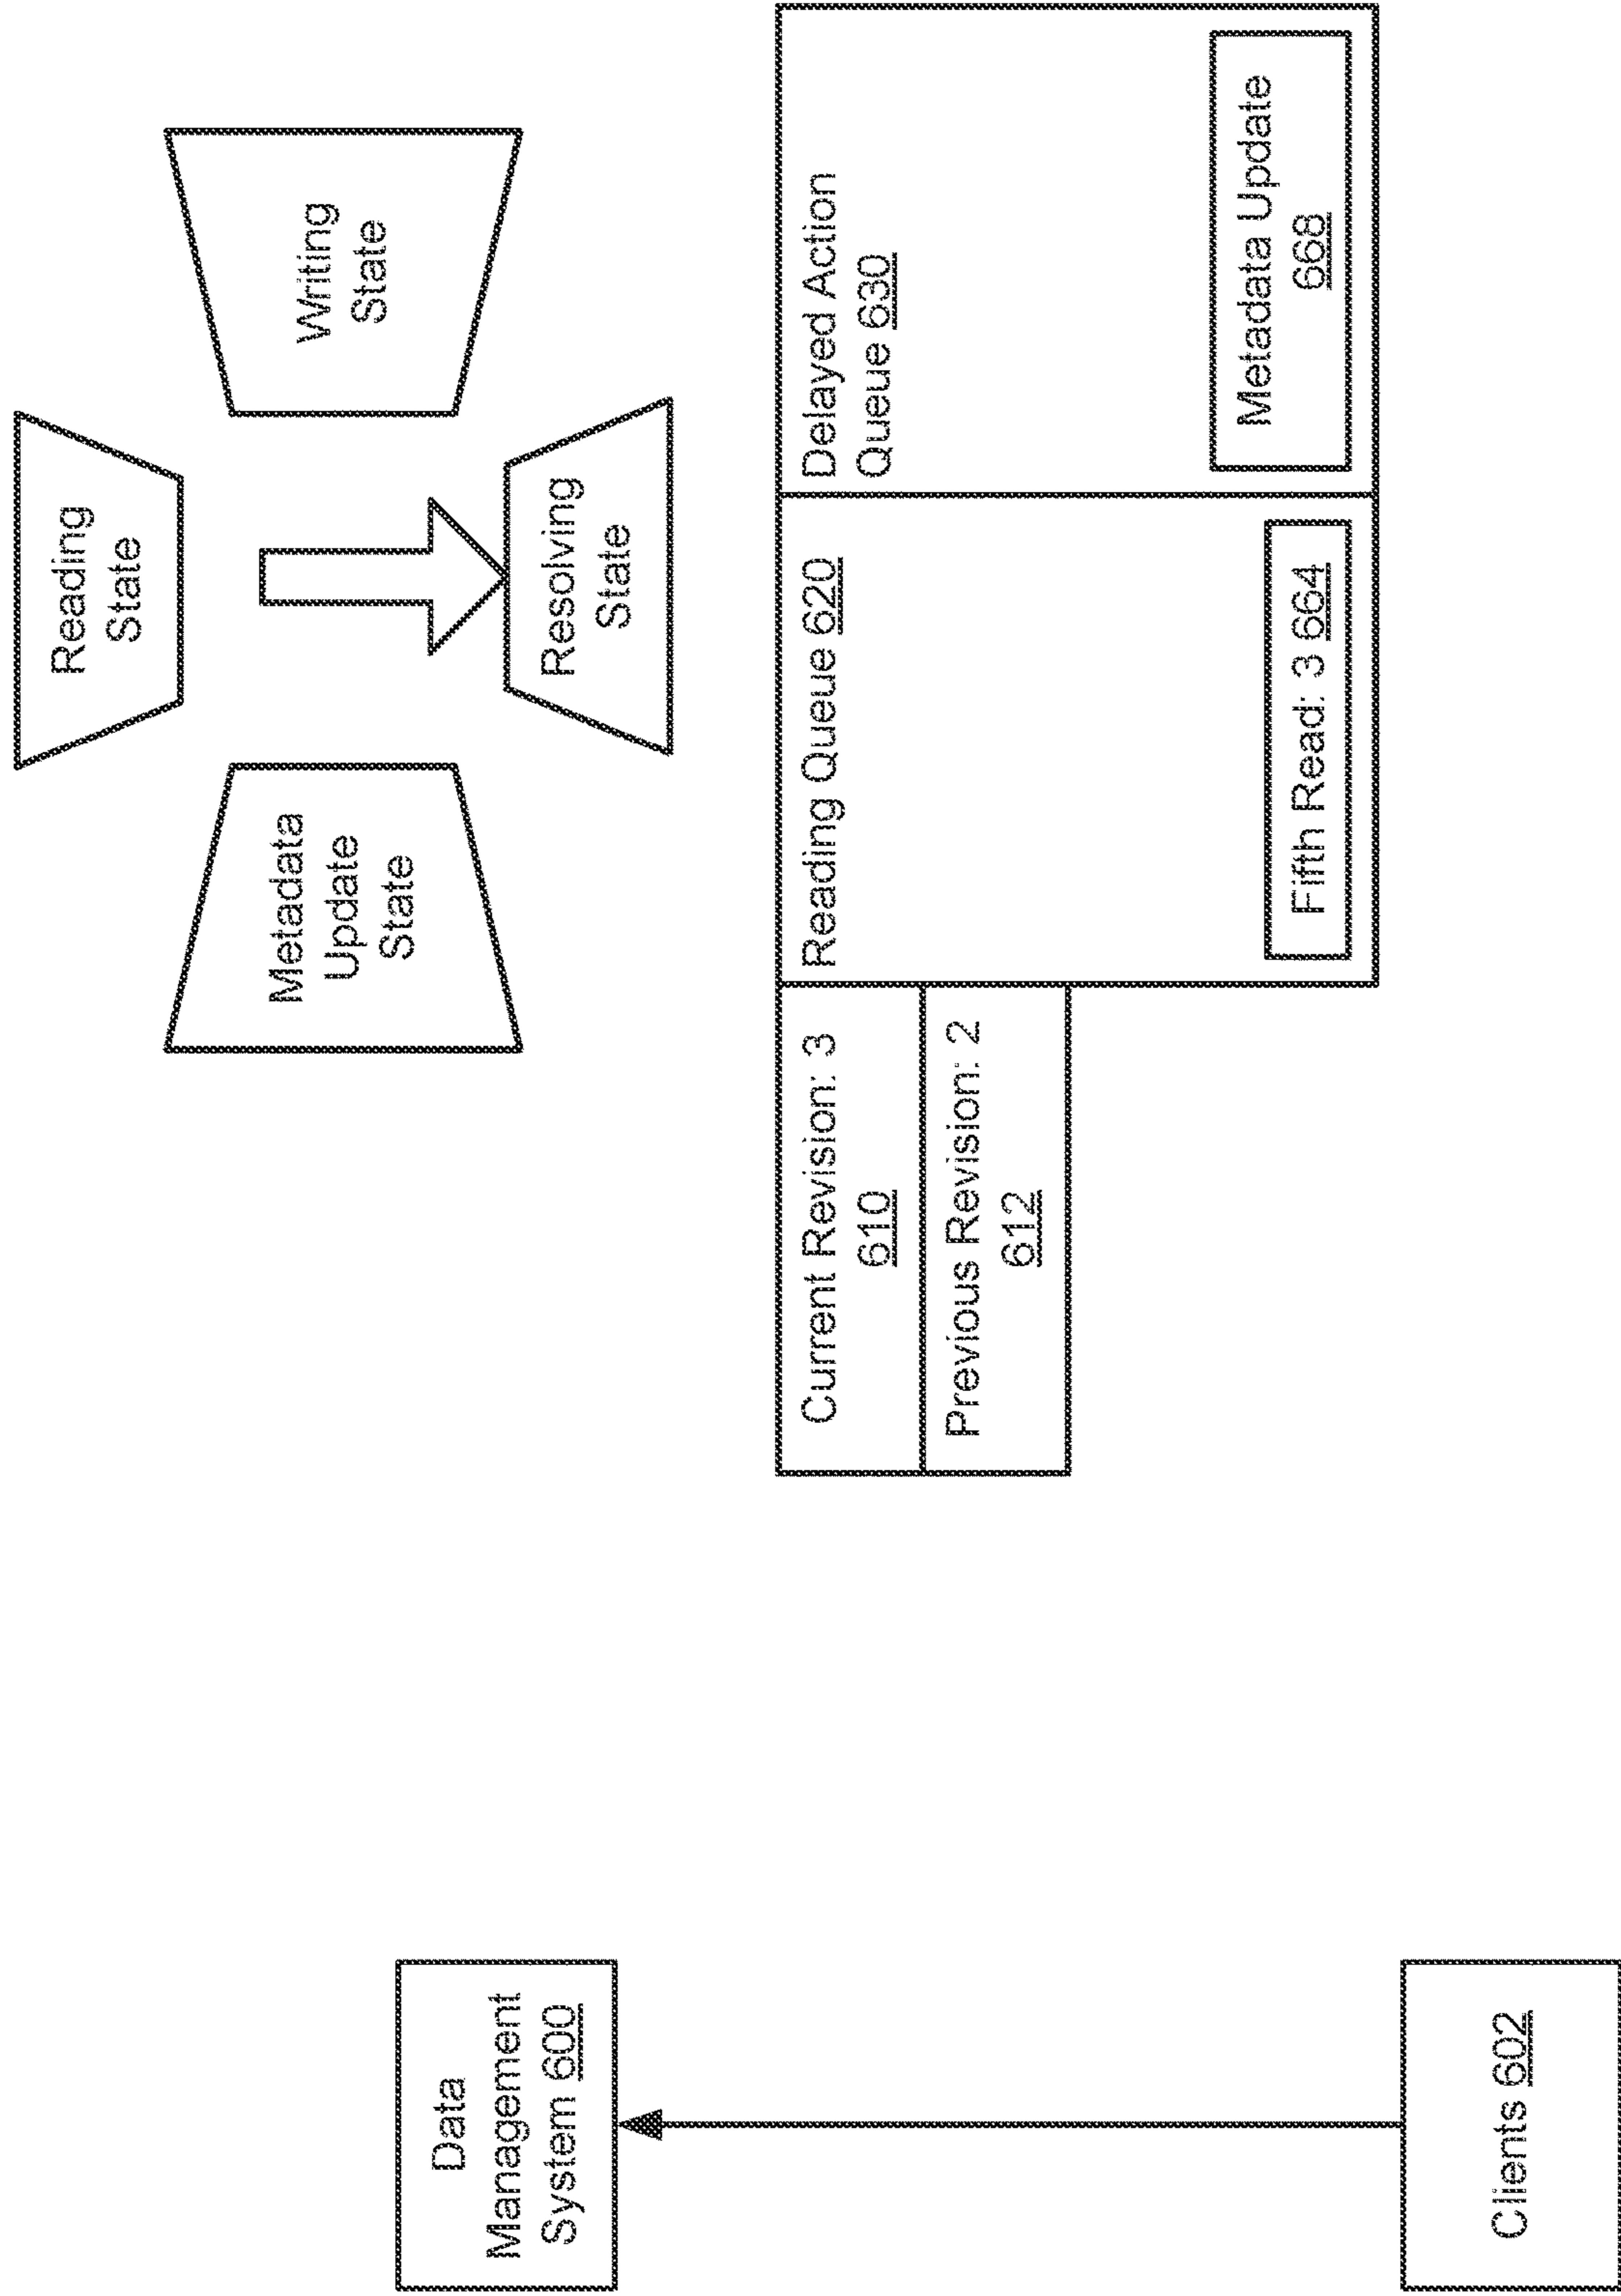 Data
Management
System 600
Clients 602
Reading
State
Metadata
Update
State
Writing
State
Resolving
State
Current Revision: 3
610
Previous Revision: 2
612
Reading Queue 620
Fifth Read: 3 664
Delayed Action
Queue 630
Metadata Update
668